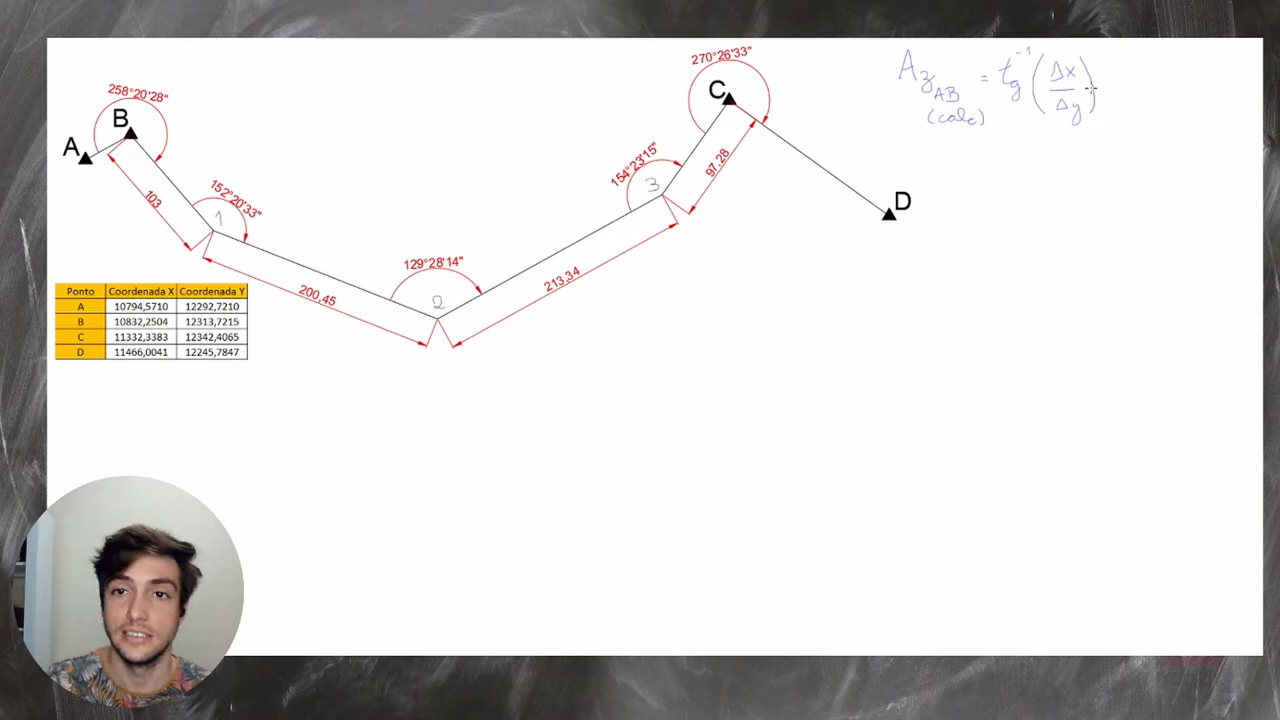 258°20'28"
B
A
103
152°20'33"
1
200.45
129°28'14"
2
213,34
154°23'15"
3
270°26'33"
C
97.28
D
Az AB (calc) = tg⁻¹ (Δx/Δy)
Ponto Coordenada X Coordenada Y
A 10794,5710 12292,7210
B 10832,2504 12313,7215
C 11332,3383 12342,4065
D 11466,0041 12245,7847